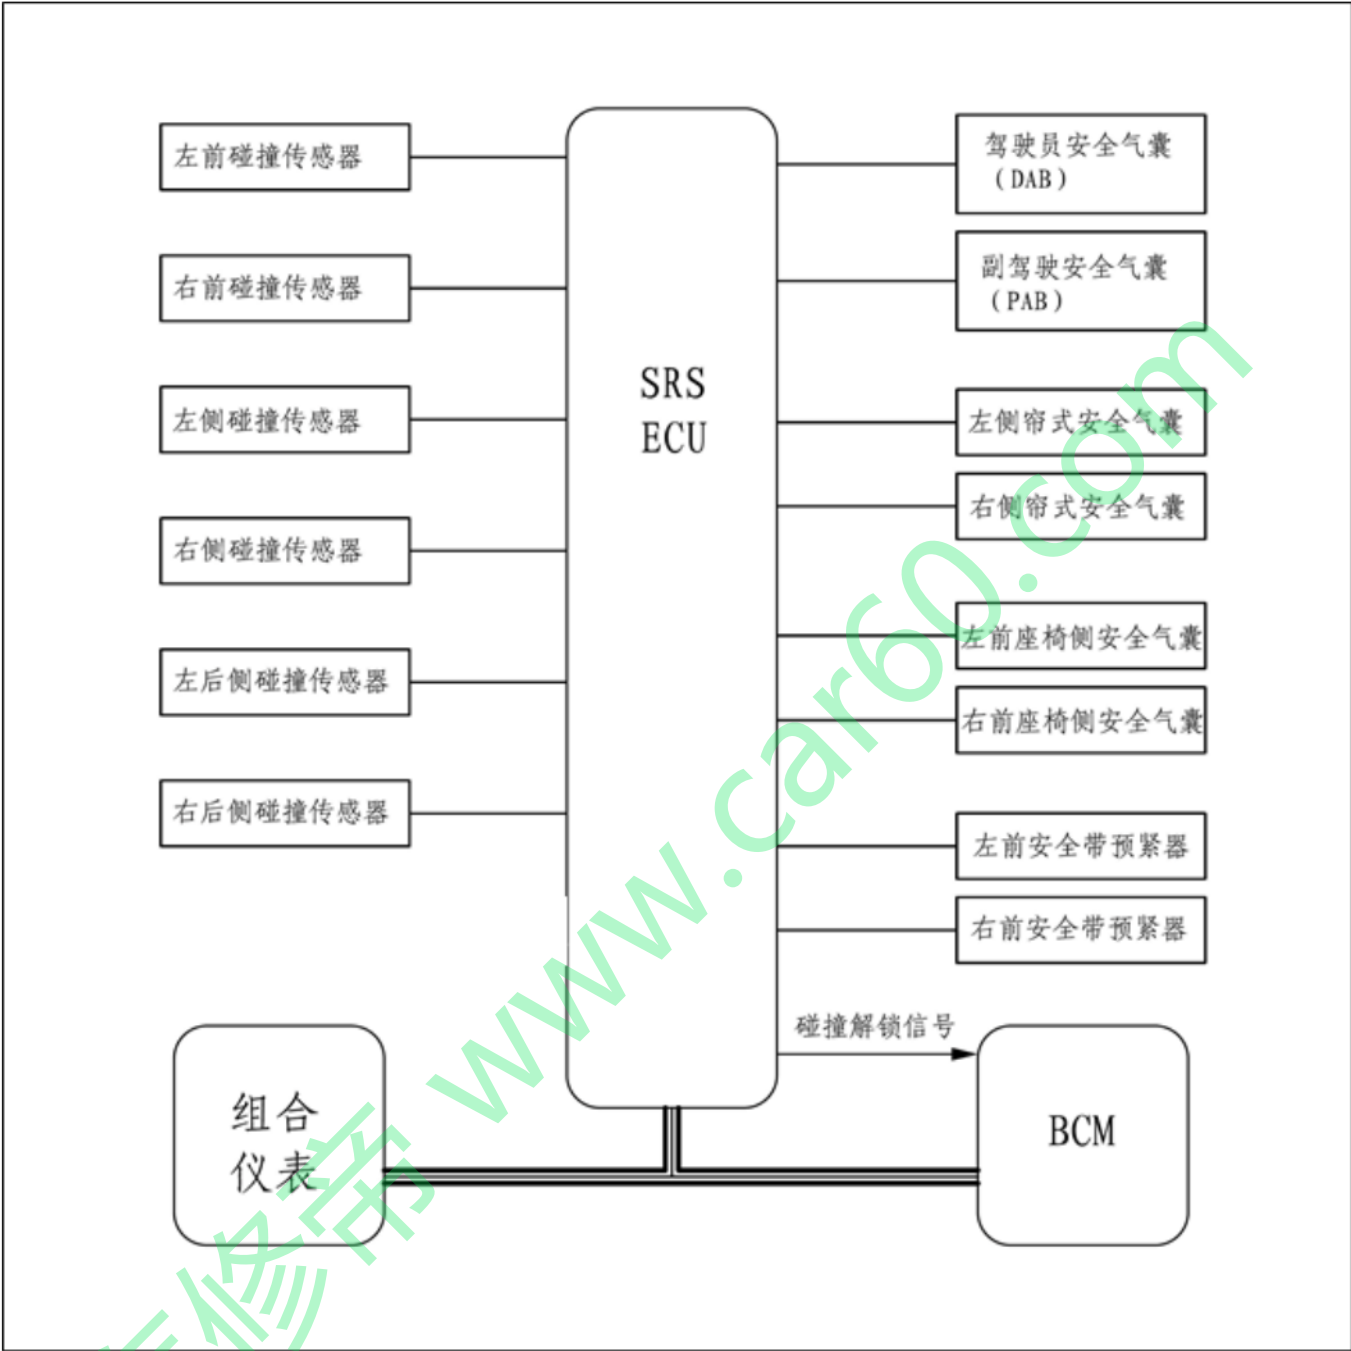 左前碰撞传感器
右前碰撞传感器
左侧碰撞传感器
右侧碰撞传感器
左后侧碰撞传感器
右后侧碰撞传感器
SRS
ECU
驾驶员安全气囊
(DAB)
副驾驶安全气囊
(PAB)
左侧帘式安全气囊
右侧帘式安全气囊
左前座椅侧安全气囊
右前座椅侧安全气囊
左前安全带预紧器
右前安全带预紧器
碰撞解锁信号
组合
仪表
BCM
修帝 www.car60.com